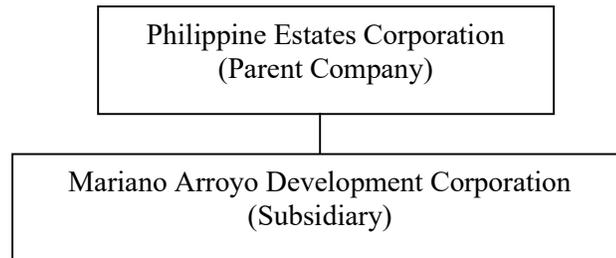 Philippine Estates Corporation
(Parent Company)
Mariano Arroyo Development Corporation
(Subsidiary)